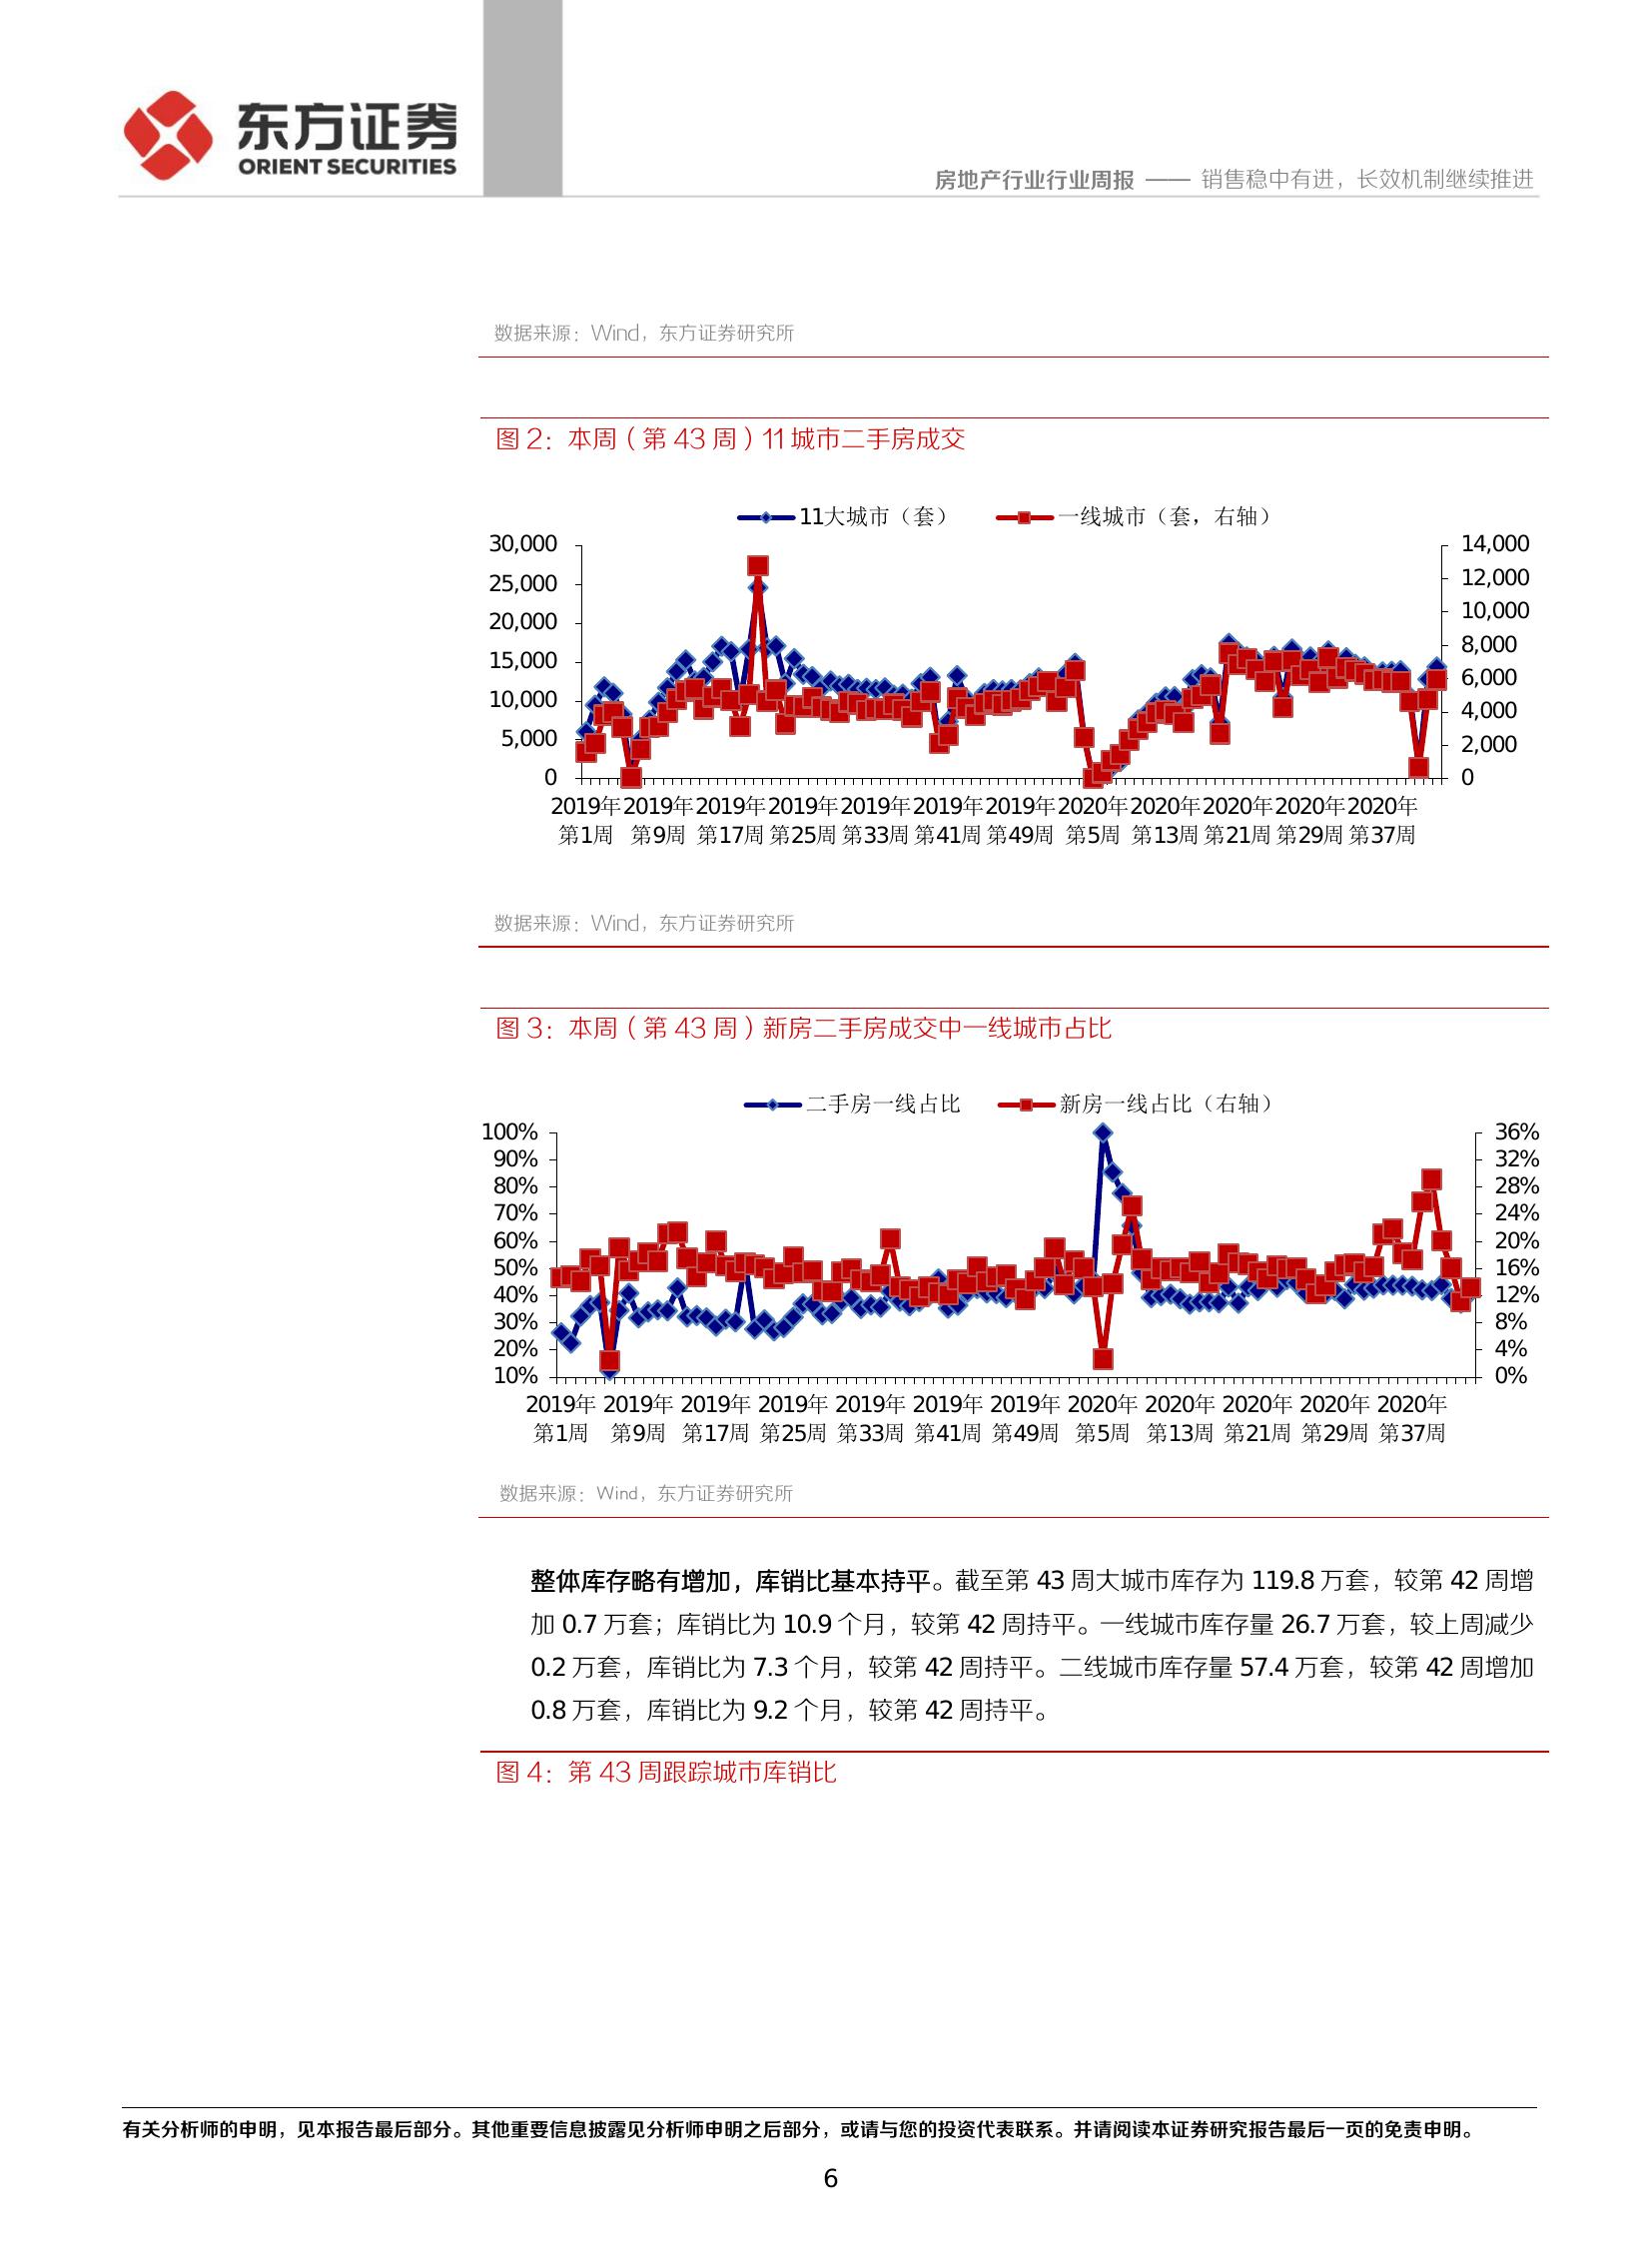 东方证券
ORIENT SECURITIES
房地产行业行业周报 —— 销售稳中有进，长效机制继续推进
数据来源：Wind，东方证券研究所
图 2：本周（第 43 周）11 城市二手房成交
11大城市（套） 一线城市（套，右轴）
30,000 14,000
25,000 12,000
20,000 10,000
15,000 8,000
10,000 6,000
5,000 4,000
0 2,000
0
2019年 2019年 2019年 2019年 2019年 2019年 2019年 2020年 2020年 2020年 2020年 2020年
第1周 第9周 第17周 第25周 第33周 第41周 第49周 第5周 第13周 第21周 第29周 第37周
数据来源：Wind，东方证券研究所
图 3：本周（第 43 周）新房二手房成交中一线城市占比
二手房一线占比 新房一线占比（右轴）
100% 36%
90% 32%
80% 28%
70% 24%
60% 20%
50% 16%
40% 12%
30% 8%
20% 4%
10% 0%
2019年 2019年 2019年 2019年 2019年 2019年 2019年 2020年 2020年 2020年 2020年 2020年
第1周 第9周 第17周 第25周 第33周 第41周 第49周 第5周 第13周 第21周 第29周 第37周
数据来源：Wind，东方证券研究所
整体库存略有增加，库销比基本持平。截至第 43 周大城市库存为 119.8 万套，较第 42 周增
加 0.7 万套；库销比为 10.9 个月，较第 42 周持平。一线城市库存量 26.7 万套，较上周减少
0.2 万套，库销比为 7.3 个月，较第 42 周持平。二线城市库存量 57.4 万套，较第 42 周增加
0.8 万套，库销比为 9.2 个月，较第 42 周持平。
图 4：第 43 周跟踪城市库销比
有关分析师的申明，见本报告最后部分。其他重要信息披露见分析师申明之后部分，或请与您的投资代表联系。并请阅读本证券研究报告最后一页的免责申明。
6